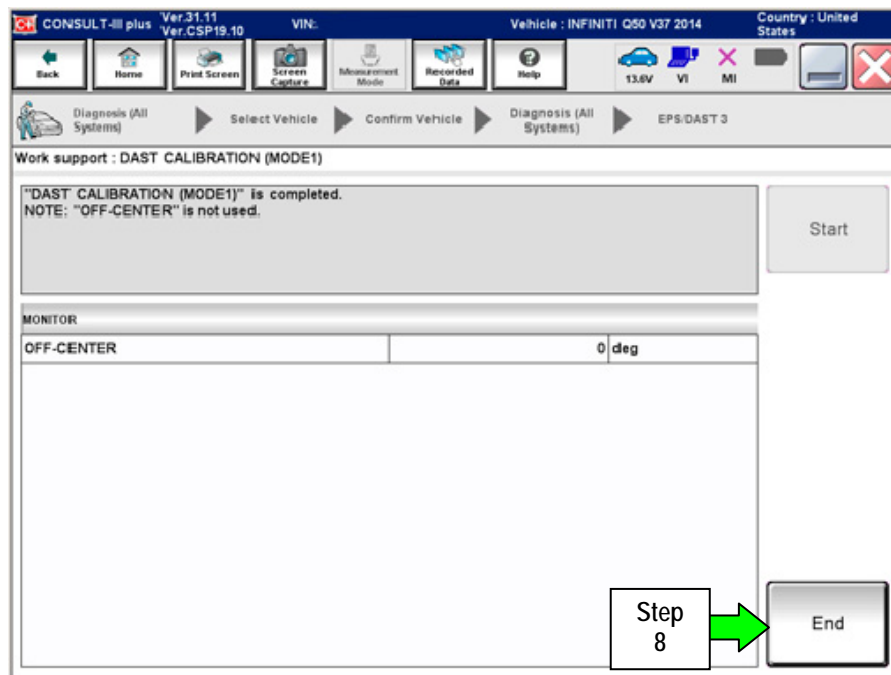 CONSULT-III plus Ver.31.11
Ver.CSP19.10
VIN:
Vehicle : INFINITI Q50 V37 2014
Country : United
States
Back
Home
Print Screen
Screen
Capture
Measurement
Mode
Recorded
Data
Help
13.6V
VI
MI
Diagnosis (All
Systems)
Select Vehicle
Confirm Vehicle
Diagnosis (All
Systems)
EPS/DAST 3
Work support : DAST CALIBRATION (MODE1)
"DAST CALIBRATION (MODE1)" is completed.
NOTE: "OFF-CENTER" is not used.
Start
MONITOR
OFF-CENTER 0 deg
Step
8
End